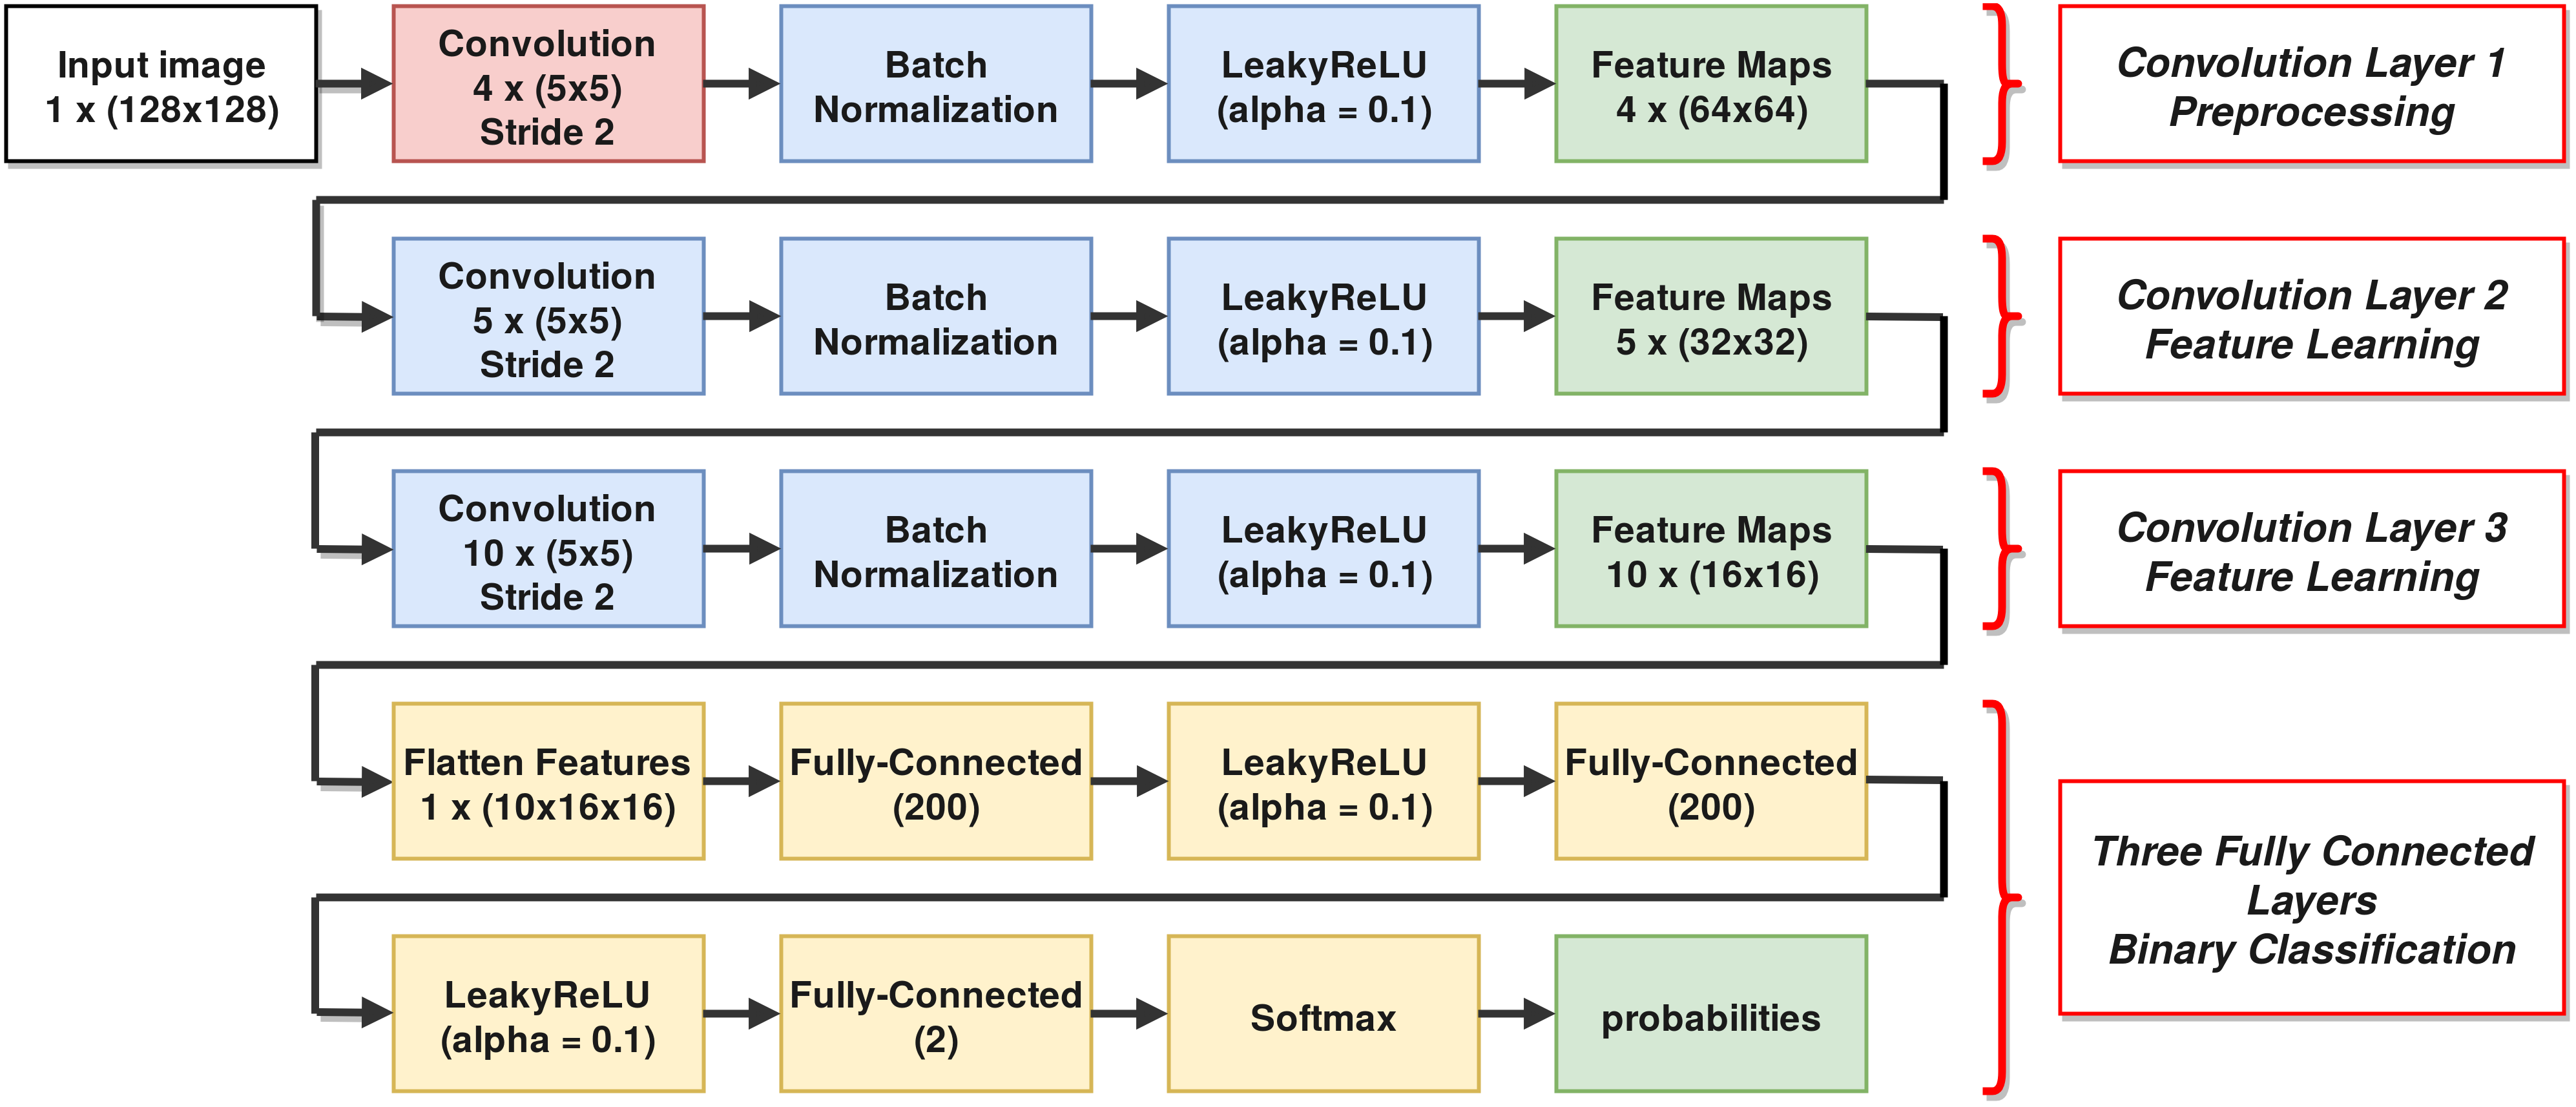 Input image
1 x (128x128)
Convolution
4 x (5x5)
Stride 2
Batch
Normalization
LeakyReLU
(alpha = 0.1)
Feature Maps
4 x (64x64)
Convolution Layer 1
Preprocessing
Convolution
5 x (5x5)
Stride 2
Batch
Normalization
LeakyReLU
(alpha = 0.1)
Feature Maps
5 x (32x32)
Convolution Layer 2
Feature Learning
Convolution
10 x (5x5)
Stride 2
Batch
Normalization
LeakyReLU
(alpha = 0.1)
Feature Maps
10 x (16x16)
Convolution Layer 3
Feature Learning
Flatten Features
1 x (10x16x16)
Fully-Connected
(200)
LeakyReLU
(alpha = 0.1)
Fully-Connected
(200)
LeakyReLU
(alpha = 0.1)
Fully-Connected
(2)
Softmax
probabilities
Three Fully Connected
Layers
Binary Classification